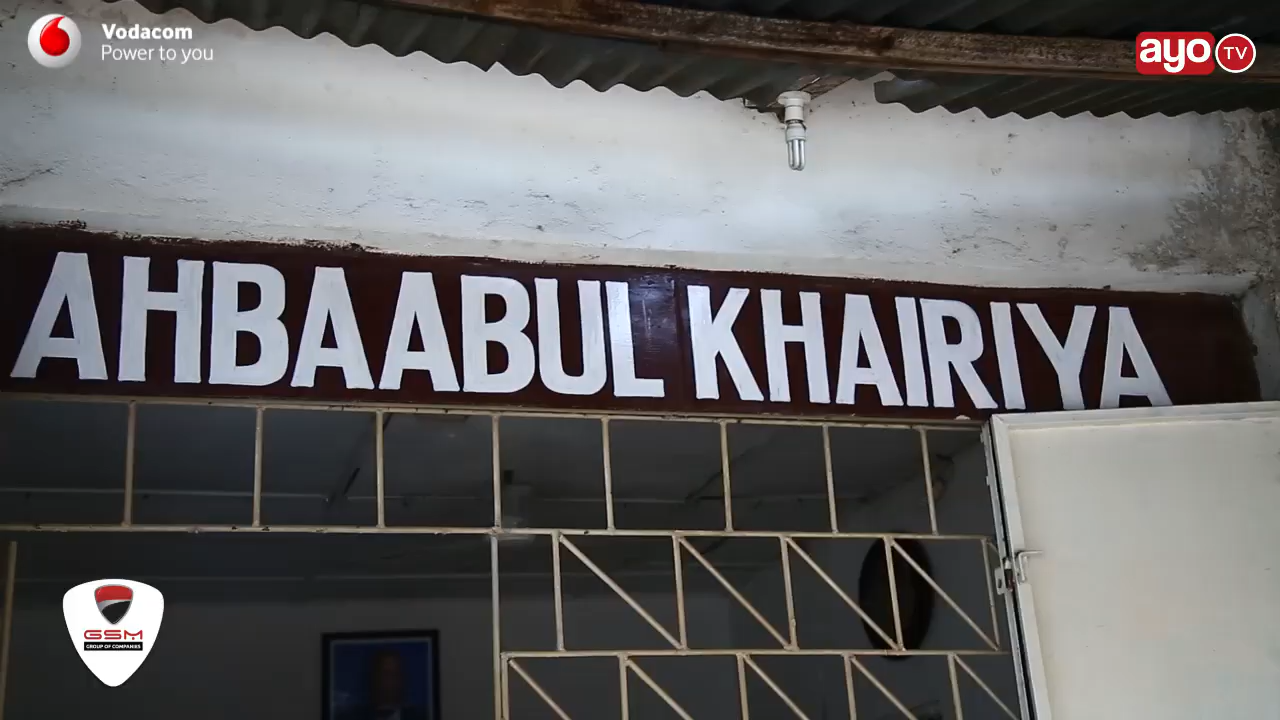 Vodacom
Power to you
ayo TV
AHBAABUL KHAIRIYA
GSM
GROUP OF COMPANIES